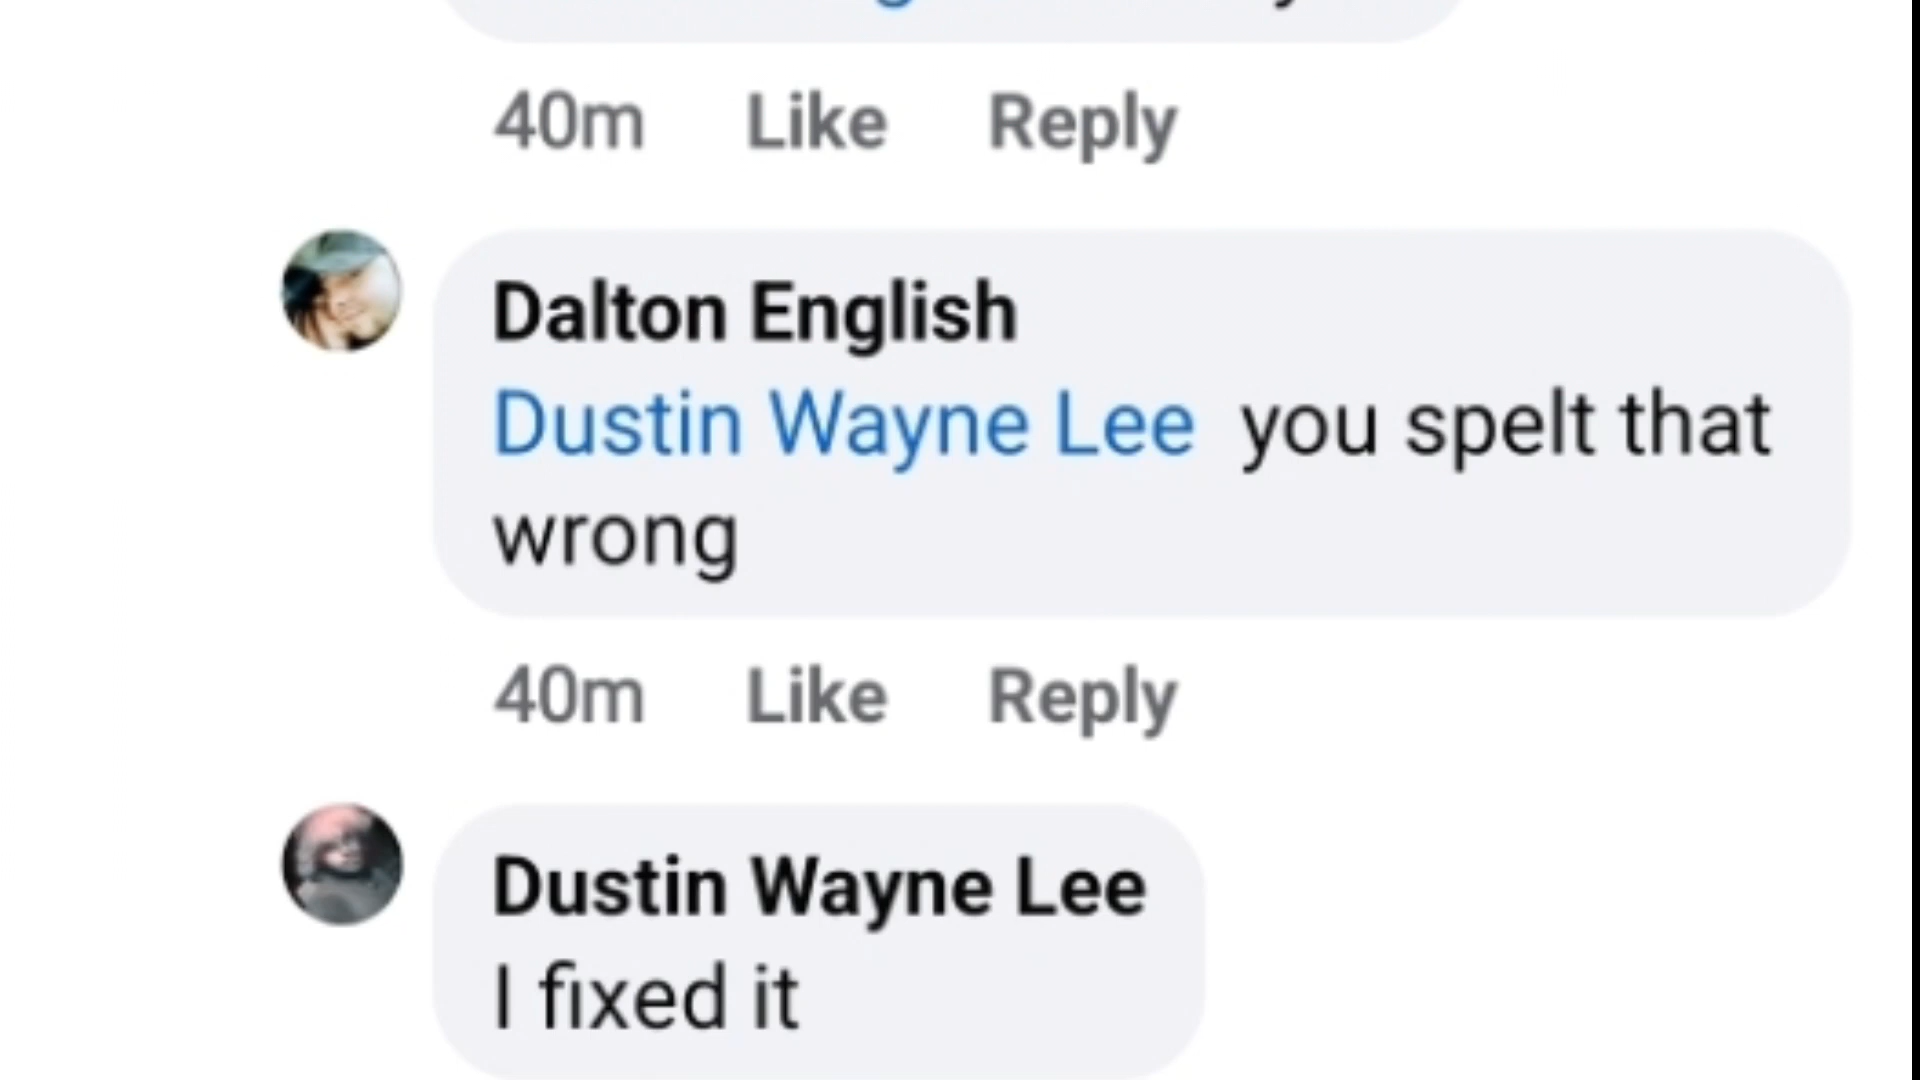 40m Like Reply
Dalton English
Dustin Wayne Lee you spelt that
wrong
40m Like Reply
Dustin Wayne Lee
I fixed it